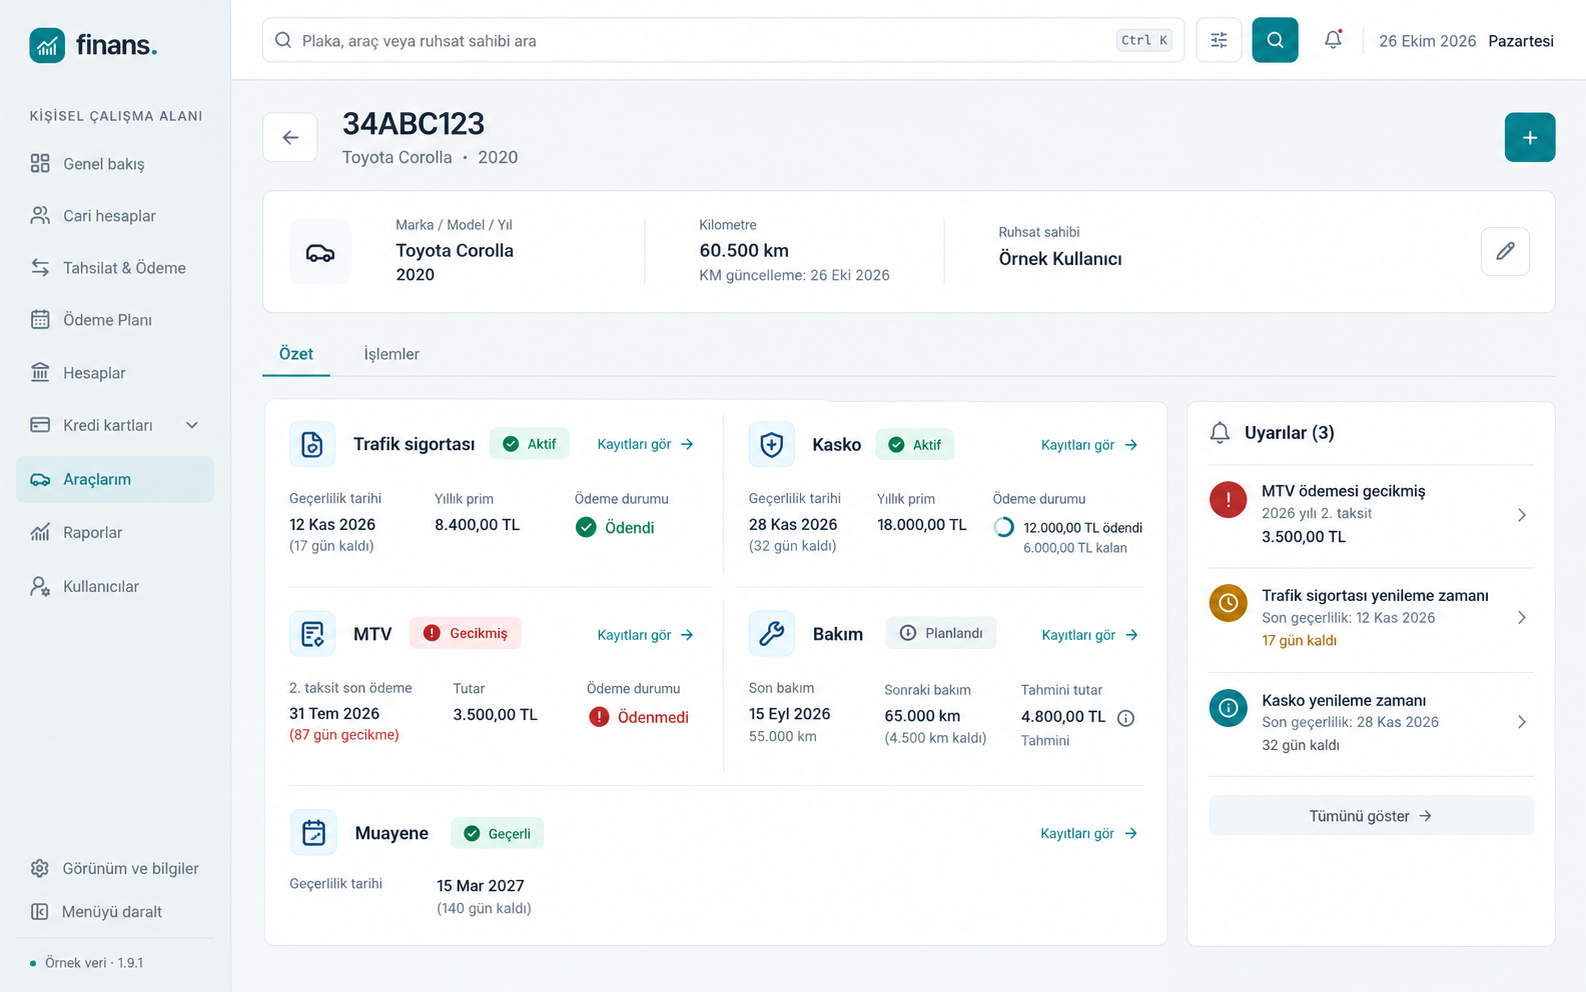 finans.
Plaka, araç veya ruhsat sahibi ara
Ctrl K
26 Ekim 2026 Pazartesi
KİŞİSEL ÇALIŞMA ALANI
Genel bakış
Cari hesaplar
Tahsilat & Ödeme
Ödeme Planı
Hesaplar
Kredi kartları
Araçlarım
Raporlar
Kullanıcılar
Görünüm ve bilgiler
Menüyü daralt
Örnek veri · 1.9.1
34ABC123
Toyota Corolla • 2020
Marka / Model / Yıl
Toyota Corolla
2020
Kilometre
60.500 km
KM güncelleme: 26 Eki 2026
Ruhsat sahibi
Örnek Kullanıcı
Özet
İşlemler
Trafik sigortası
Aktif
Kayıtları gör →
Geçerlilik tarihi
12 Kas 2026
(17 gün kaldı)
Yıllık prim
8.400,00 TL
Ödeme durumu
Ödendi
Kasko
Aktif
Kayıtları gör →
Geçerlilik tarihi
28 Kas 2026
(32 gün kaldı)
Yıllık prim
18.000,00 TL
Ödeme durumu
12.000,00 TL ödendi
6.000,00 TL kalan
MTV
Gecikmiş
Kayıtları gör →
2. taksit son ödeme
31 Tem 2026
(87 gün gecikme)
Tutar
3.500,00 TL
Ödeme durumu
Ödenmedi
Bakım
Planlandı
Kayıtları gör →
Son bakım
15 Eyl 2026
55.000 km
Sonraki bakım
65.000 km
(4.500 km kaldı)
Tahmini tutar
4.800,00 TL
Tahmini
Muayene
Geçerli
Kayıtları gör →
Geçerlilik tarihi
15 Mar 2027
(140 gün kaldı)
Uyarılar (3)
MTV ödemesi gecikmiş
2026 yılı 2. taksit
3.500,00 TL
Trafik sigortası yenileme zamanı
Son geçerlilik: 12 Kas 2026
17 gün kaldı
Kasko yenileme zamanı
Son geçerlilik: 28 Kas 2026
32 gün kaldı
Tümünü göster →